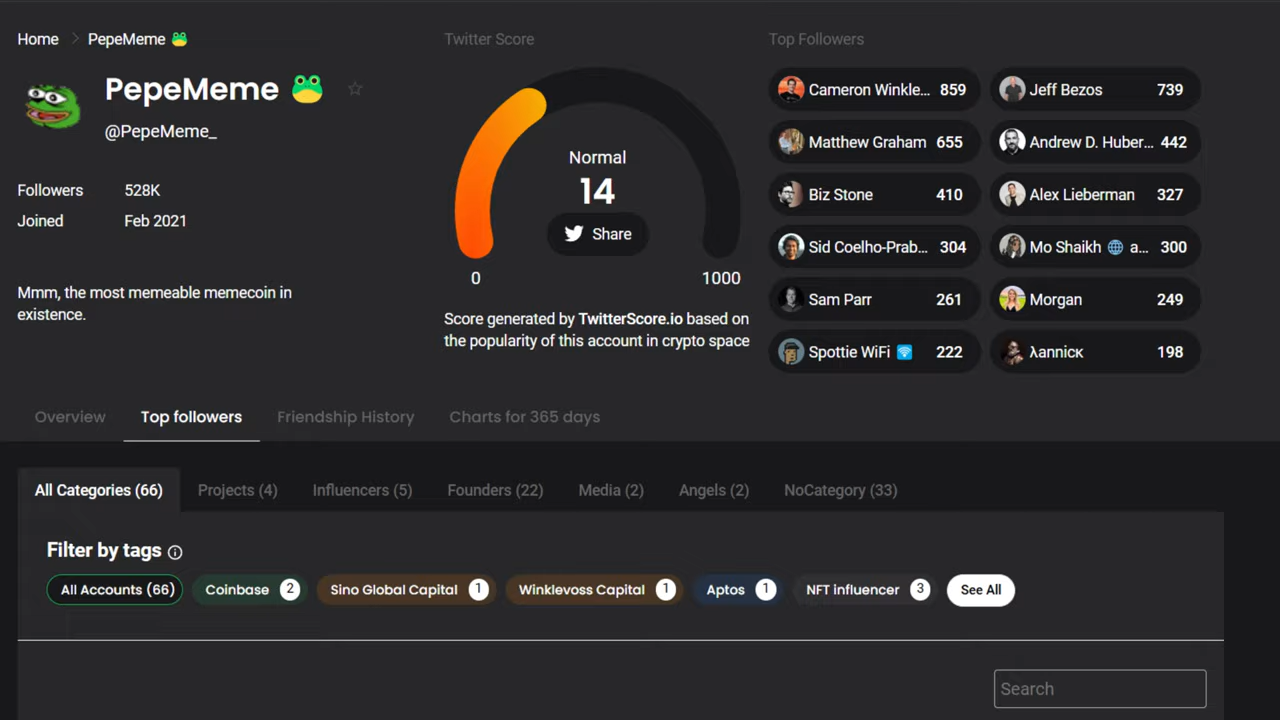 Home > PepeMeme 🐸
PepeMeme 🐸
@PepeMeme_
Followers 528K
Joined Feb 2021
Mmm, the most memeable memecoin in
existence.
Twitter Score
Normal
14
Share
0 1000
Score generated by TwitterScore.io based on
the popularity of this account in crypto space
Top Followers
Cameron Winkle... 859
Jeff Bezos 739
Matthew Graham 655
Andrew D. Huber... 442
Biz Stone 410
Alex Lieberman 327
Sid Coelho-Prab... 304
Mo Shaikh 🌐 a... 300
Sam Parr 261
Morgan 249
Spottie WiFi 🛜 222
λannicκ 198
Overview Top followers Friendship History Charts for 365 days
All Categories (66) Projects (4) Influencers (5) Founders (22) Media (2) Angels (2) NoCategory (33)
Filter by tags
All Accounts (66) Coinbase 2 Sino Global Capital 1 Winklevoss Capital 1 Aptos 1 NFT influencer 3 See All
Search